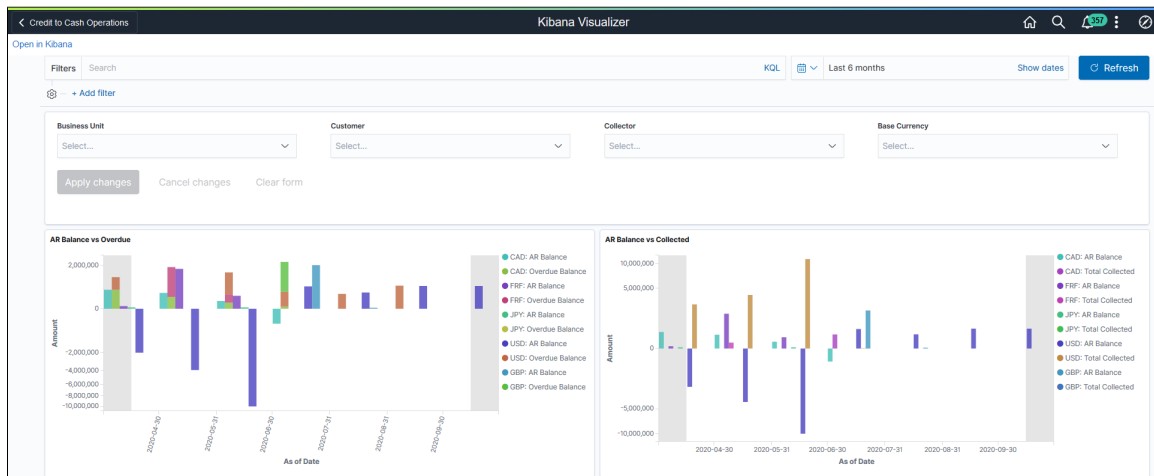 Credit to Cash Operations
Kibana Visualizer
357
Open in Kibana
Filters Search KQL Last 6 months Show dates Refresh
+ Add filter
Business Unit Customer Collector Base Currency
Select... Select... Select... Select...
Apply changes Cancel changes Clear form
AR Balance vs Overdue
Amount
2,000,000
0
-2,000,000
-4,000,000
-6,000,000
-8,000,000
-10,000,000
2020-04-30 2020-05-31 2020-06-30 2020-07-31 2020-08-31 2020-09-30
As of Date
CAD: AR Balance
CAD: Overdue Balance
FRF: AR Balance
FRF: Overdue Balance
JPY: AR Balance
JPY: Overdue Balance
USD: AR Balance
USD: Overdue Balance
GBP: AR Balance
GBP: Overdue Balance
AR Balance vs Collected
Amount
10,000,000
5,000,000
0
-5,000,000
-10,000,000
2020-04-30 2020-05-31 2020-06-30 2020-07-31 2020-08-31 2020-09-30
As of Date
CAD: AR Balance
CAD: Total Collected
FRF: AR Balance
FRF: Total Collected
JPY: AR Balance
JPY: Total Collected
USD: AR Balance
USD: Total Collected
GBP: AR Balance
GBP: Total Collected